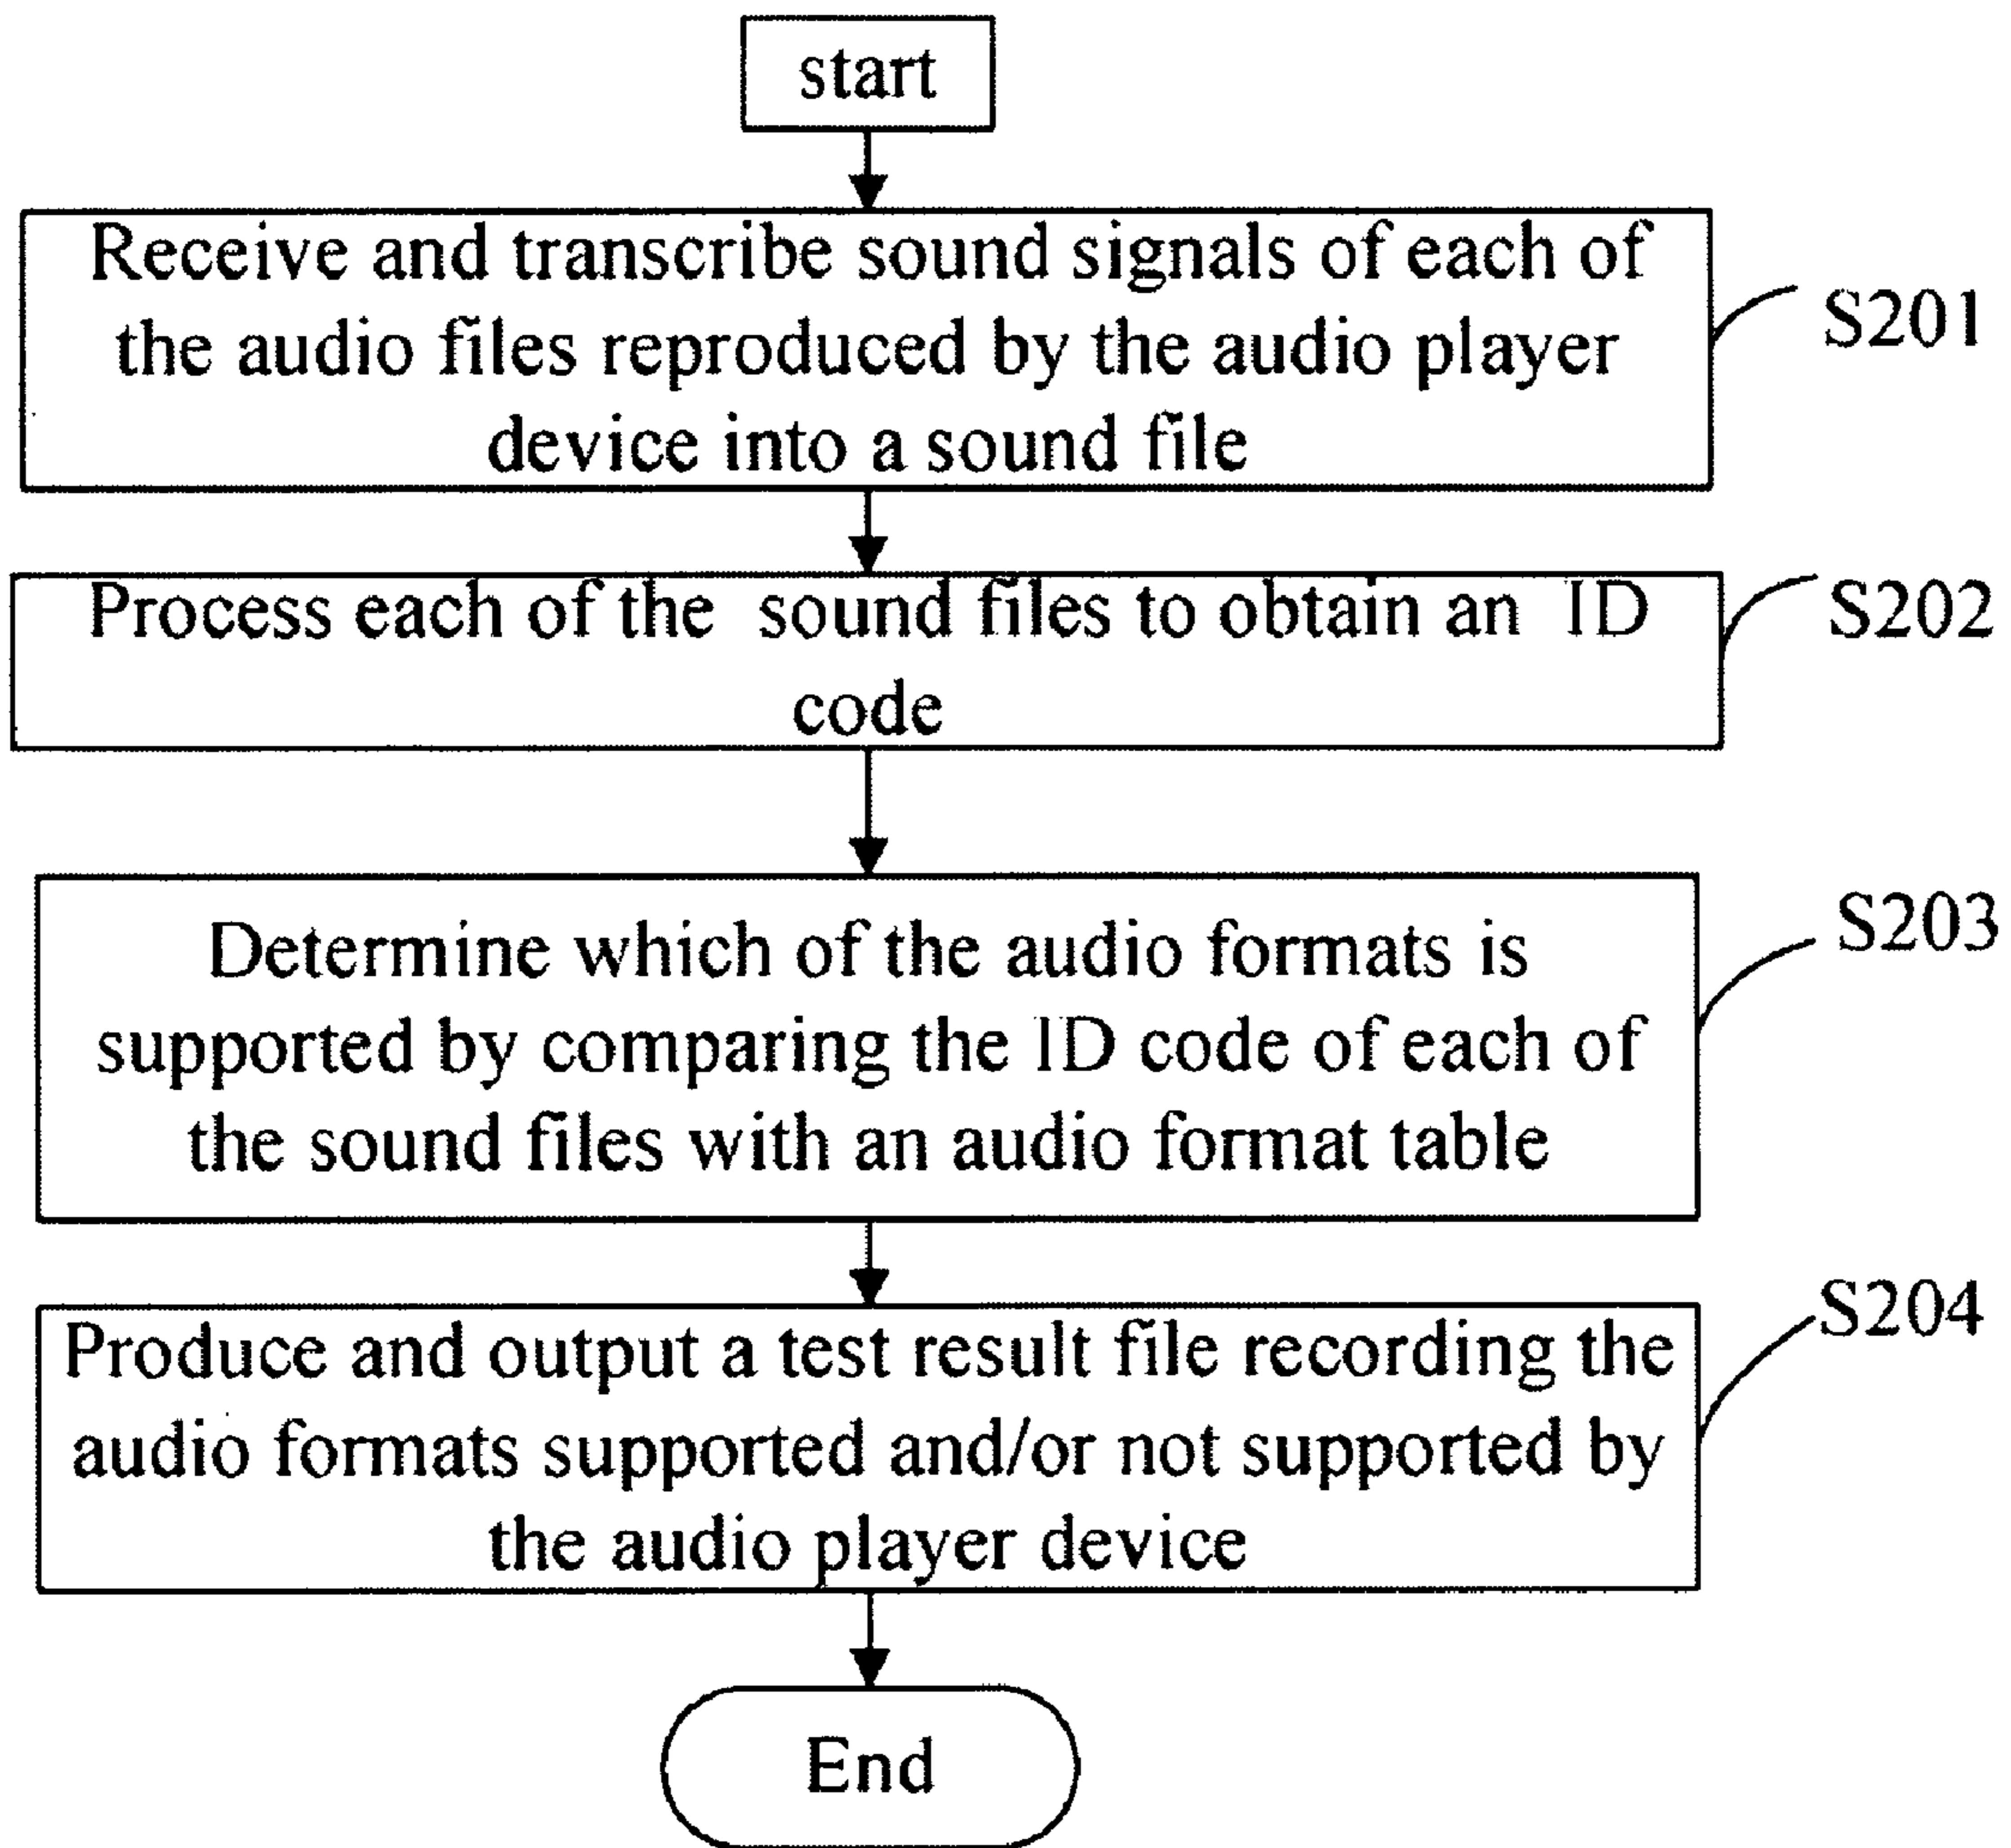 start
Receive and transcribe sound signals of each of
the audio files reproduced by the audio player
device into a sound file
S201
Process each of the sound files to obtain an ID
code
S202
Determine which of the audio formats is
supported by comparing the ID code of each of
the sound files with an audio format table
S203
Produce and output a test result file recording the
audio formats supported and/or not supported by
the audio player device
S204
End